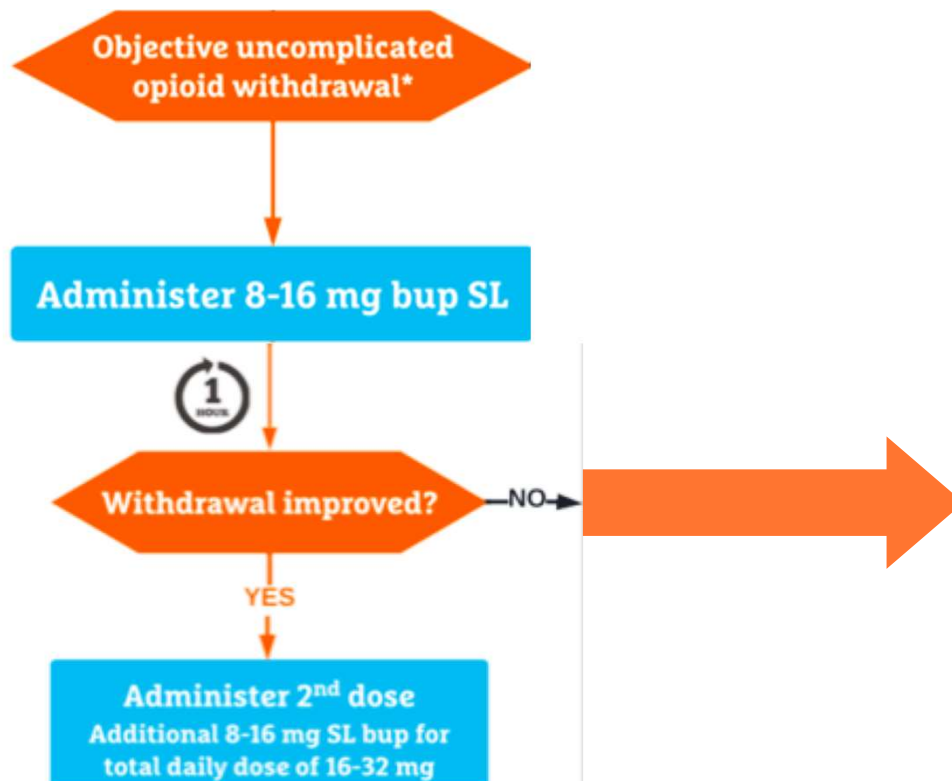 Objective uncomplicated
opioid withdrawal*
Administer 8-16 mg bup SL
1
HOUR
Withdrawal improved?
NO
YES
Administer 2nd dose
Additional 8-16 mg SL bup for
total daily dose of 16-32 mg